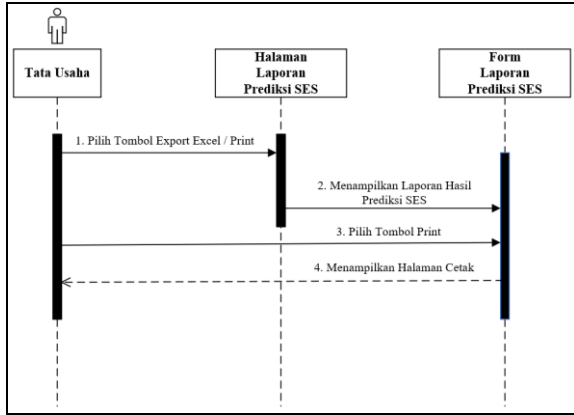 Tata Usaha
Halaman
Laporan
Prediksi SES
Form
Laporan
Prediksi SES
1. Pilih Tombol Export Excel / Print
2. Menampilkan Laporan Hasil
Prediksi SES
3. Pilih Tombol Print
4. Menampilkan Halaman Cetak